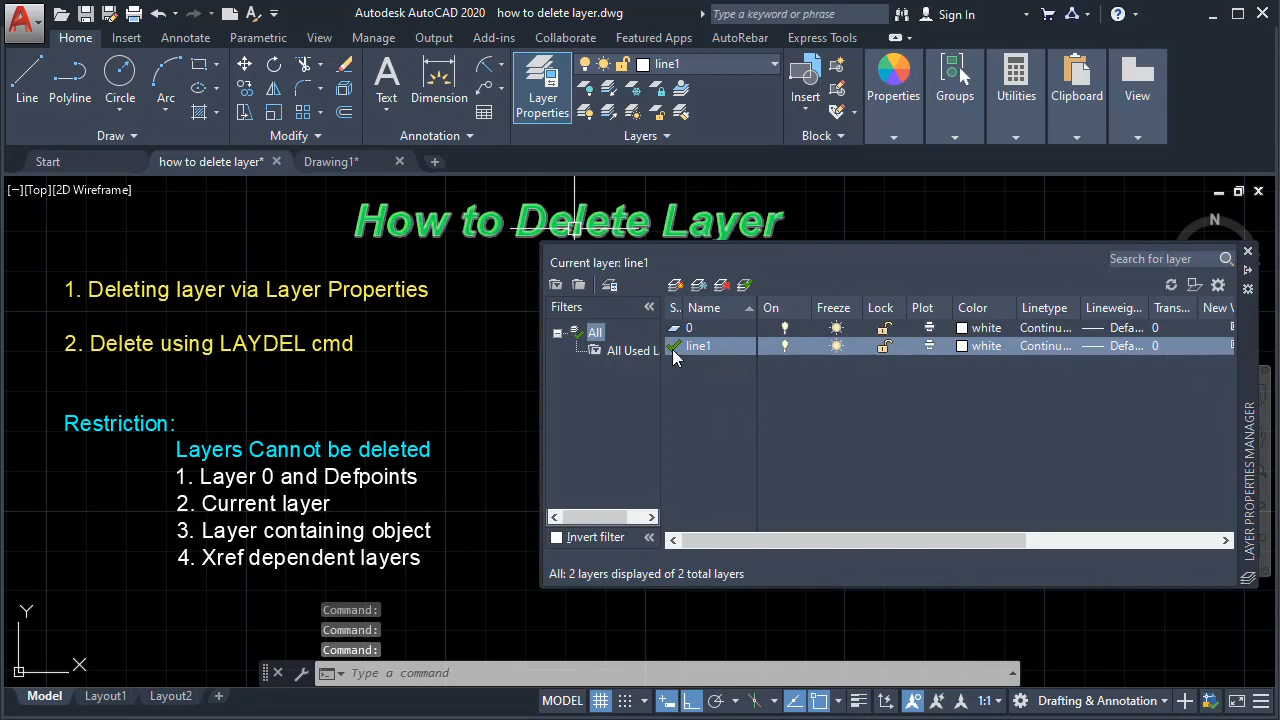 Autodesk AutoCAD 2020 how to delete layer.dwg
Type a keyword or phrase
Sign In
Home Insert Annotate Parametric View Manage Output Add-ins Collaborate Featured Apps AutoRebar Express Tools
Line Polyline Circle Arc
Text Dimension
Layer Properties
line1
Insert
Properties Groups Utilities Clipboard View
Draw Modify Annotation Layers Block
Start how to delete layer* Drawing1*
[−][Top][2D Wireframe]
How to Delete Layer
N
1. Deleting layer via Layer Properties
2. Delete using LAYDEL cmd
Restriction:
Layers Cannot be deleted
1. Layer 0 and Defpoints
2. Current layer
3. Layer containing object
4. Xref dependent layers
Current layer: line1
Search for layer
Filters
All
All Used L
Invert filter
S.. Name On Freeze Lock Plot Color Linetype Lineweig... Trans... New V
0 white Continu... Defa... 0
line1 white Continu... Defa... 0
All: 2 layers displayed of 2 total layers
LAYER PROPERTIES MANAGER
Y
X
Command:
Command:
Command:
Type a command
Model Layout1 Layout2
MODEL
1:1
Drafting & Annotation